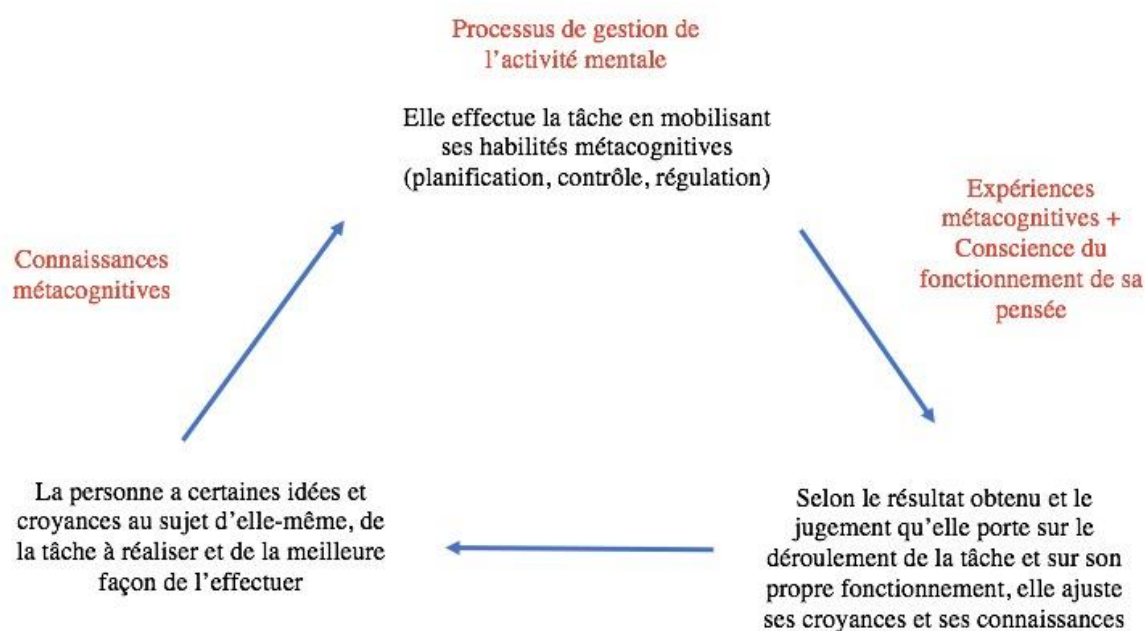 Processus de gestion de
l’activité mentale
Elle effectue la tâche en mobilisant
ses habilités métacognitives
(planification, contrôle, régulation)
Expériences
métacognitives +
Conscience du
fonctionnement de sa
pensée
Connaissances
métacognitives
La personne a certaines idées et
croyances au sujet d’elle-même, de
la tâche à réaliser et de la meilleure
façon de l’effectuer
Selon le résultat obtenu et le
jugement qu’elle porte sur le
déroulement de la tâche et sur son
propre fonctionnement, elle ajuste
ses croyances et ses connaissances